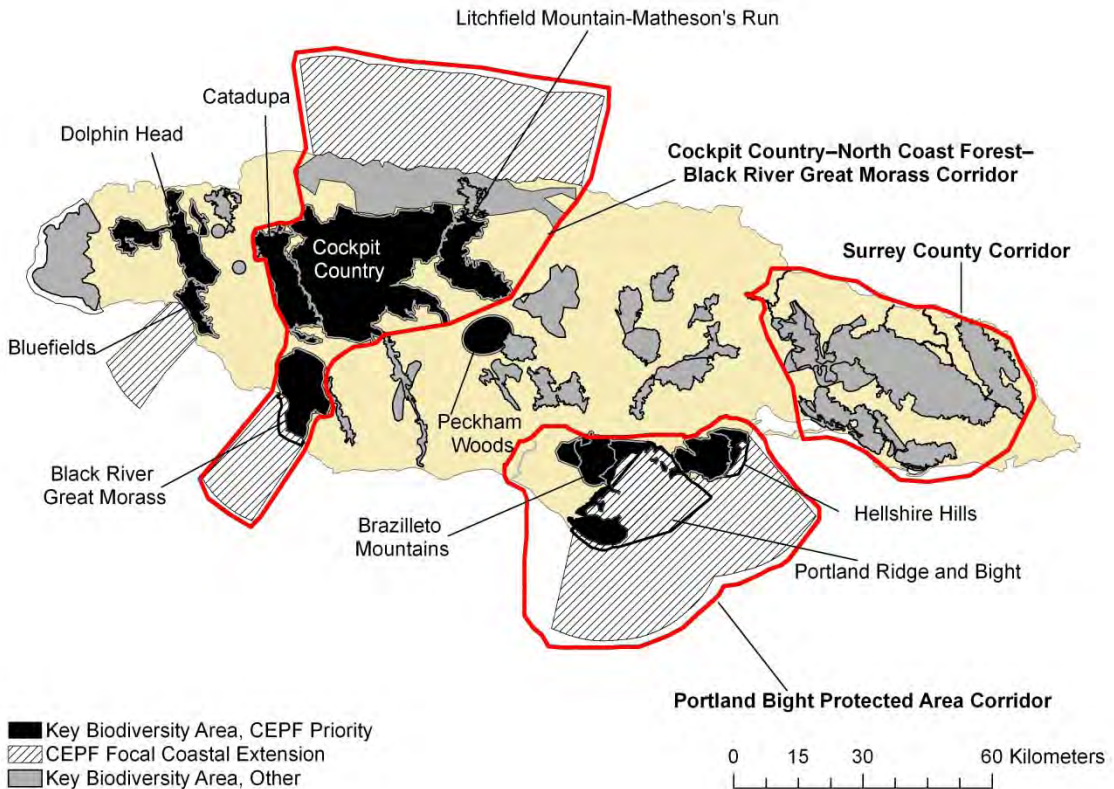 Litchfield Mountain-Matheson's Run
Catadupa
Dolphin Head
Cockpit Country–North Coast Forest–
Black River Great Morass Corridor
Cockpit
Country
Surrey County Corridor
Bluefields
Peckham
Woods
Black River
Great Morass
Brazilleto
Mountains
Hellshire Hills
Portland Ridge and Bight
Portland Bight Protected Area Corridor
Key Biodiversity Area, CEPF Priority
CEPF Focal Coastal Extension
Key Biodiversity Area, Other
0 15 30 60 Kilometers